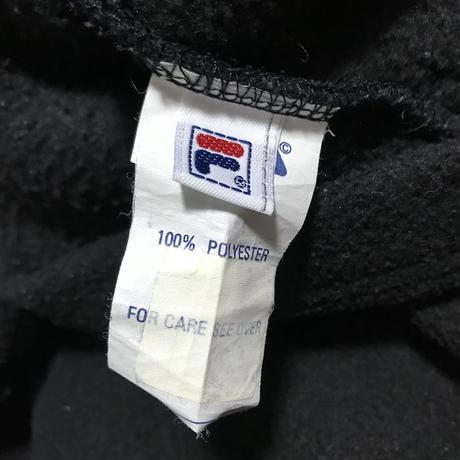 F®
©
100% POLYESTER
FOR CARE SEE OVER